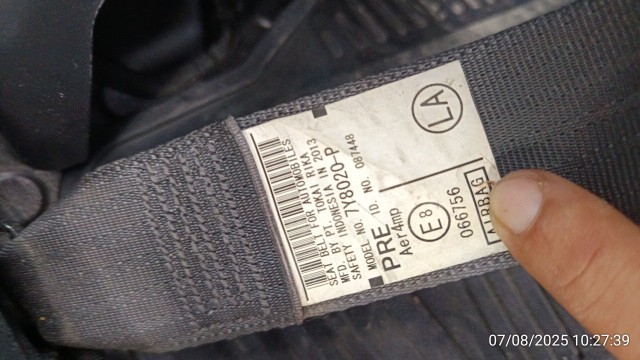 SEAT BELT FOR AUTOMOBILES
MFD. BY PT. TOKAI RIKA
SAFETY INDONESIA IN 2013
MODEL NO. 7Y8020-P
I.D. NO. 087448
PRE
Aer4mp
E8
066756
AIRBAG
LA
07/08/2025 10:27:39